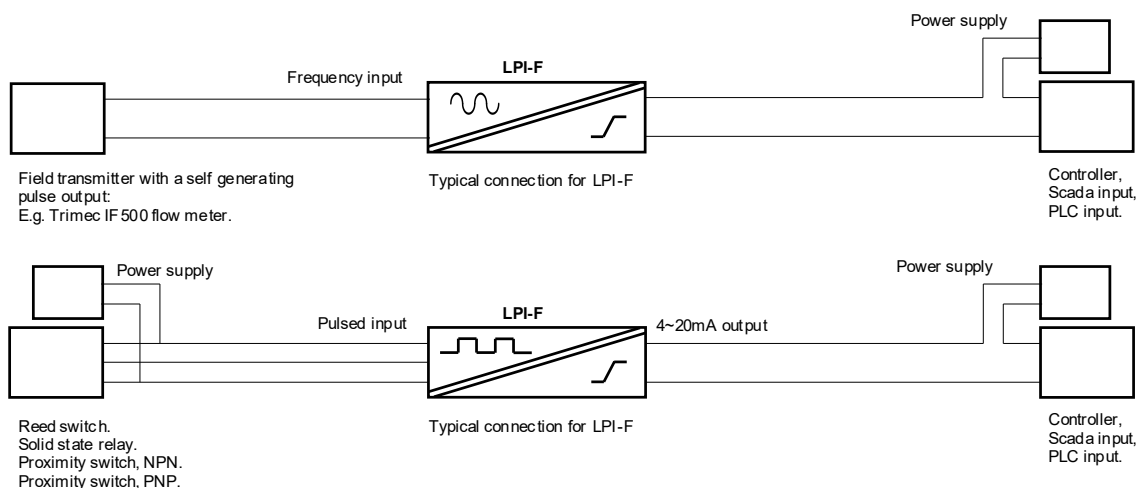 Power supply
LPI-F
Frequency input
Field transmitter with a self generating
pulse output:
E.g. Trimec IF500 flow meter.
Typical connection for LPI-F
Controller,
Scada input,
PLC input.
Power supply
Power supply
LPI-F
Pulsed input
4~20mA output
Reed switch.
Solid state relay.
Proximity switch, NPN.
Proximity switch, PNP.
Typical connection for LPI-F
Controller,
Scada input,
PLC input.